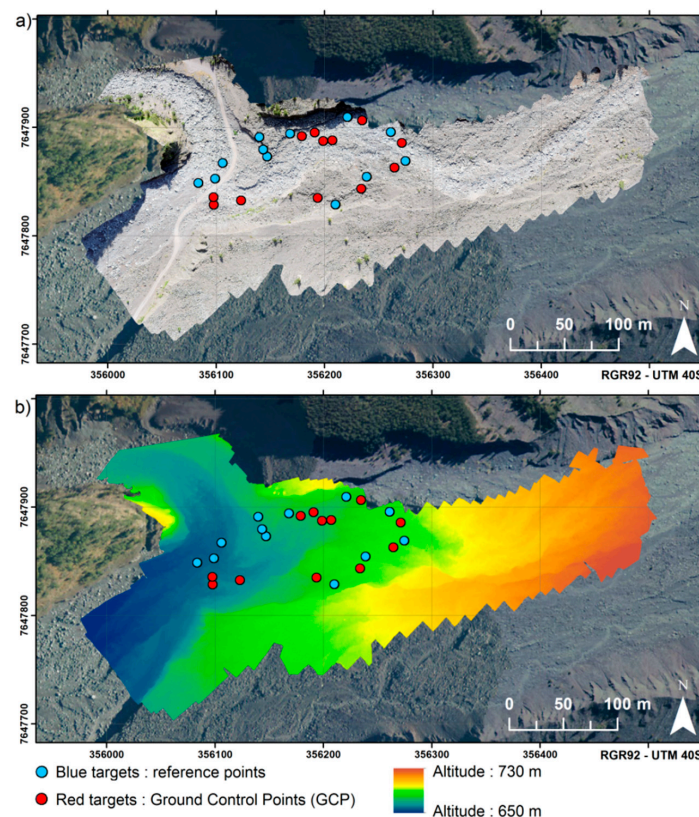 a)
7647900
7647800
7647700
N
0 50 100 m
356000 356100 356200 356300 356400 RGR92 - UTM 40S
b)
7647900
7647800
7647700
N
0 50 100 m
356000 356100 356200 356300 356400 RGR92 - UTM 40S
Blue targets : reference points
Red targets : Ground Control Points (GCP)
Altitude : 730 m
Altitude : 650 m